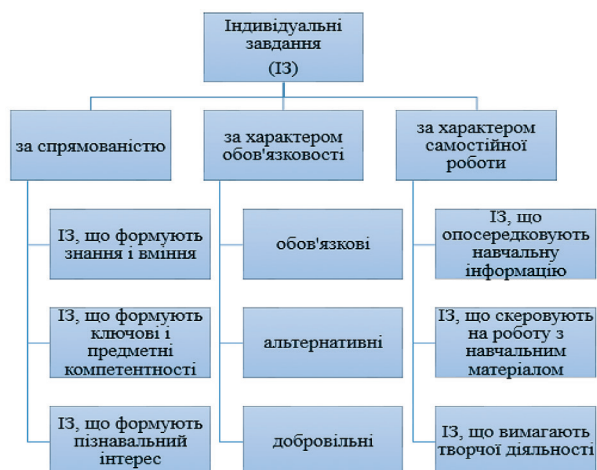 Індивідуальні
завдання
(ІЗ)
за спрямованістю
за характером
обов'язковості
за характером
самостійної
роботи
ІЗ, що формують
знання і вміння
ІЗ, що формують
ключові і
предметні
компетентності
ІЗ, що формують
пізнавальний
інтерес
обов'язкові
альтернативні
добровільні
ІЗ, що
опосередковують
навчальну
інформацію
ІЗ, що скеровують
на роботу з
навчальним
матеріалом
ІЗ, що вимагають
творчої діяльності